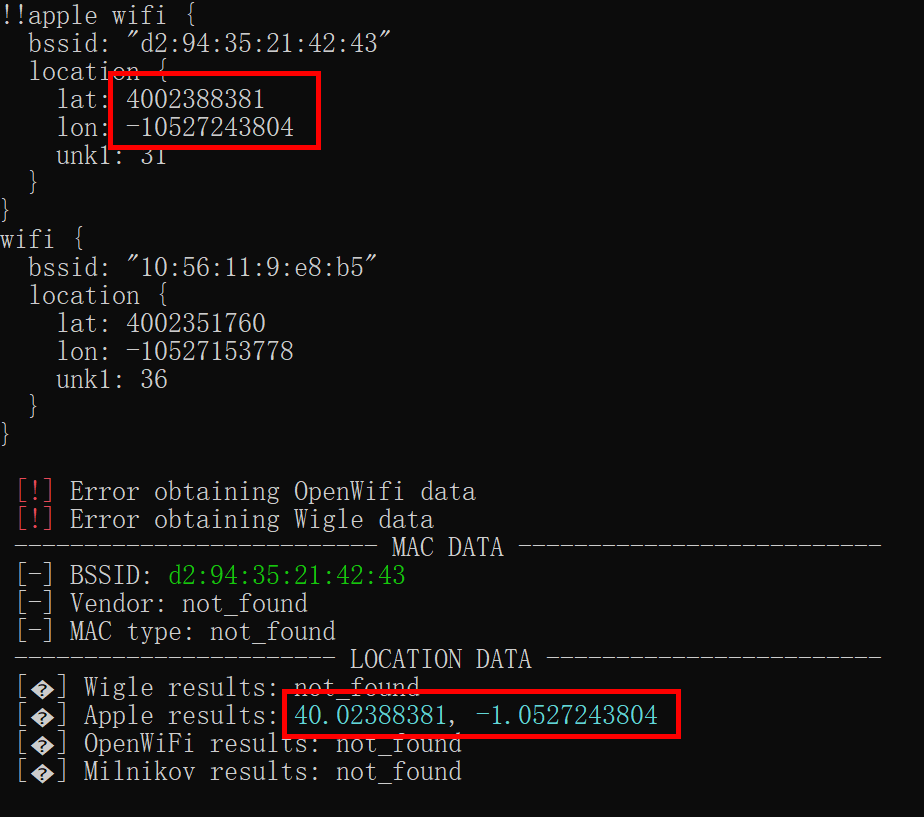 !!apple wifi {
bssid: "d2:94:35:21:42:43"
location {
lat: 4002388381
lon: -10527243804
unk1: 31
}
}
wifi {
bssid: "10:56:11:9:e8:b5"
location {
lat: 4002351760
lon: -10527153778
unk1: 36
}
}
[!] Error obtaining OpenWifi data
[!] Error obtaining Wigle data
-------------------------- MAC DATA --------------------------
[-] BSSID: d2:94:35:21:42:43
[-] Vendor: not_found
[-] MAC type: not_found
----------------------- LOCATION DATA ------------------------
[�] Wigle results: not_found
[�] Apple results: 40.02388381, -1.0527243804
[�] OpenWiFi results: not_found
[�] Milnikov results: not_found